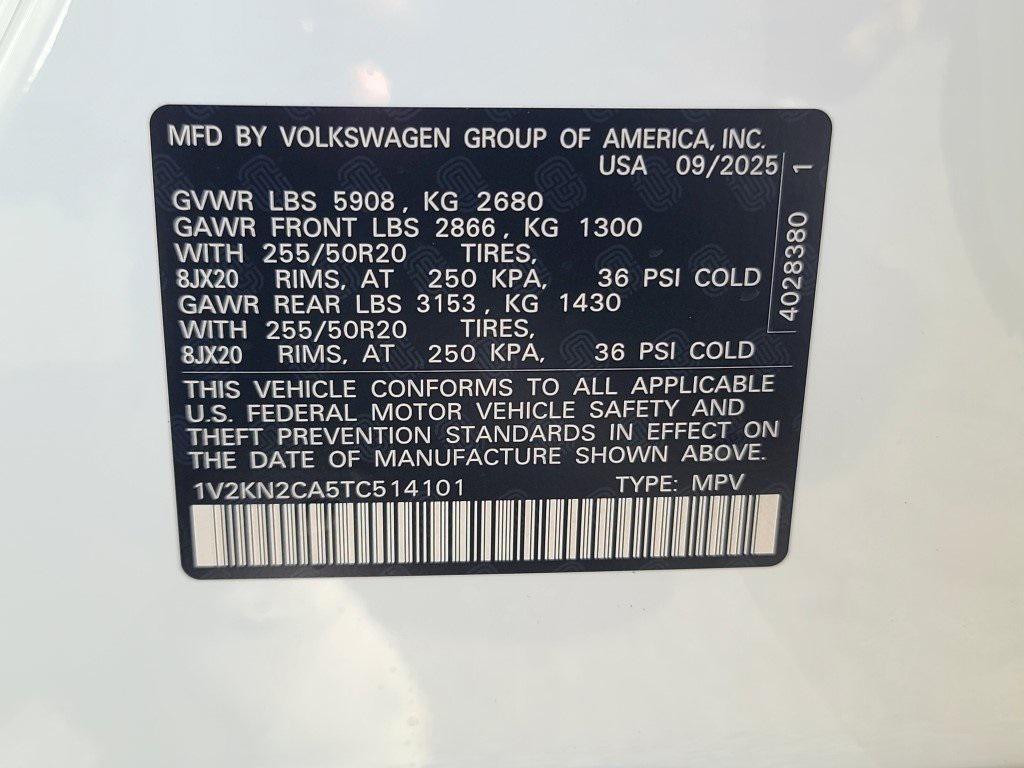 MFD BY VOLKSWAGEN GROUP OF AMERICA, INC.
USA 09/2025
GVWR LBS 5908, KG 2680
GAWR FRONT LBS 2866, KG 1300
WITH 255/50R20 TIRES,
8JX20 RIMS, AT 250 KPA, 36 PSI COLD
GAWR REAR LBS 3153, KG 1430
WITH 255/50R20 TIRES,
8JX20 RIMS, AT 250 KPA, 36 PSI COLD
4028380 1
THIS VEHICLE CONFORMS TO ALL APPLICABLE
U.S. FEDERAL MOTOR VEHICLE SAFETY AND
THEFT PREVENTION STANDARDS IN EFFECT ON
THE DATE OF MANUFACTURE SHOWN ABOVE.
1V2KN2CA5TC514101 TYPE: MPV